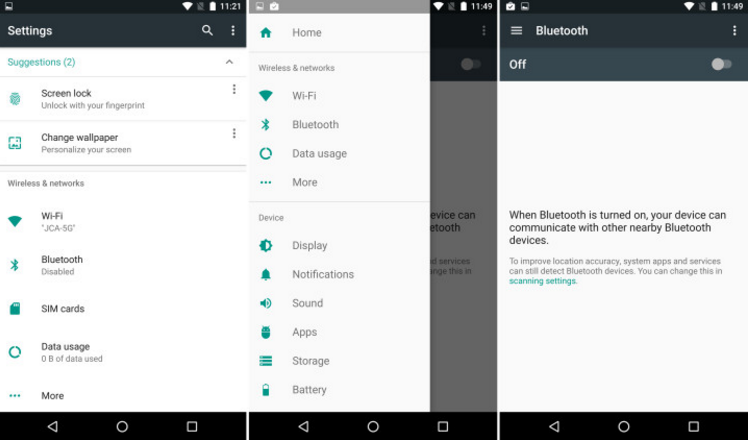 11:21
Settings
Suggestions (2)
Screen lock
Unlock with your fingerprint
Change wallpaper
Personalize your screen
Wireless & networks
Wi-Fi
"JCA-5G"
Bluetooth
Disabled
SIM cards
Data usage
0 B of data used
More
11:49
Home
Wireless & networks
Wi-Fi
Bluetooth
Data usage
More
Device
Display
Notifications
Sound
Apps
Storage
Battery
evice can
etooth
d services
ange this in
11:49
Bluetooth
Off
When Bluetooth is turned on, your device can
communicate with other nearby Bluetooth
devices.
To improve location accuracy, system apps and services
can still detect Bluetooth devices. You can change this in
scanning settings.